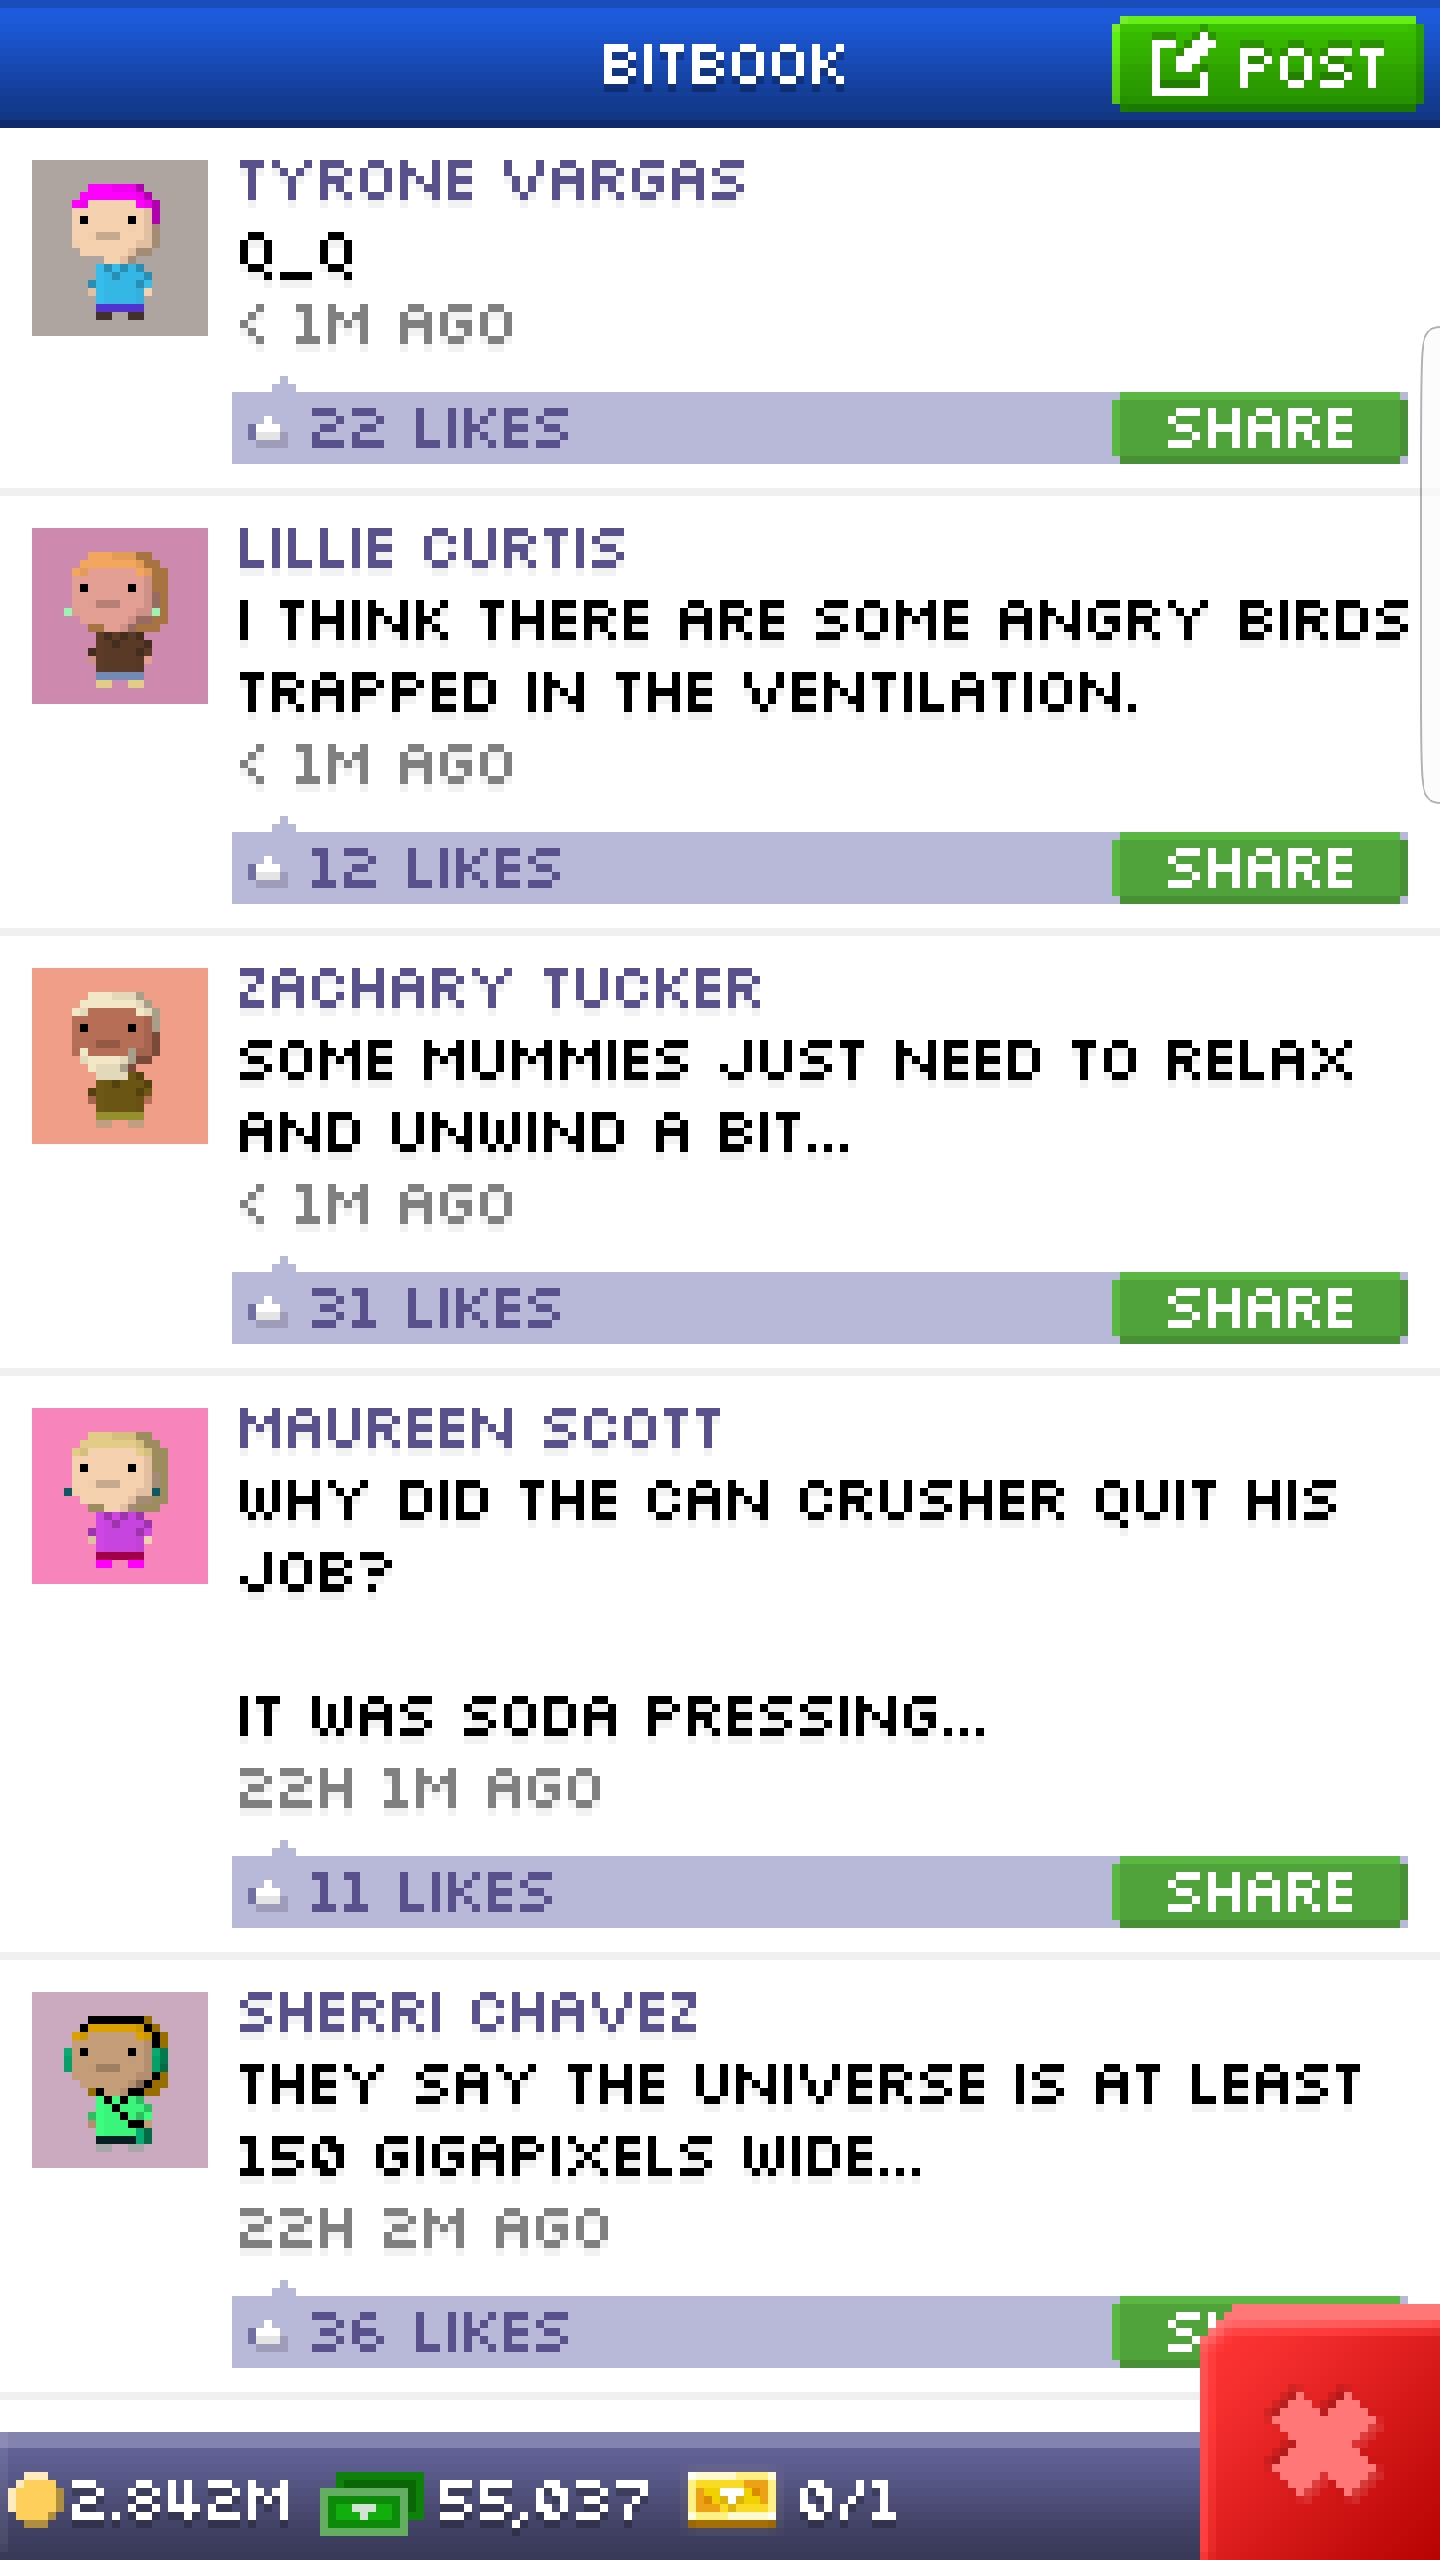 BITBOOK
POST
TYRONE VARGAS
Q_Q
< 1M AGO
22 LIKES
SHARE
LILLIE CURTIS
I THINK THERE ARE SOME ANGRY BIRDS
TRAPPED IN THE VENTILATION.
< 1M AGO
12 LIKES
SHARE
ZACHARY TUCKER
SOME MUMMIES JUST NEED TO RELAX
AND UNWIND A BIT...
< 1M AGO
31 LIKES
SHARE
MAUREEN SCOTT
WHY DID THE CAN CRUSHER QUIT HIS
JOB?
IT WAS SODA PRESSING...
22H 1M AGO
11 LIKES
SHARE
SHERRI CHAVEZ
THEY SAY THE UNIVERSE IS AT LEAST
150 GIGAPIXELS WIDE...
22H 2M AGO
36 LIKES
2.842M
55,037
0/1